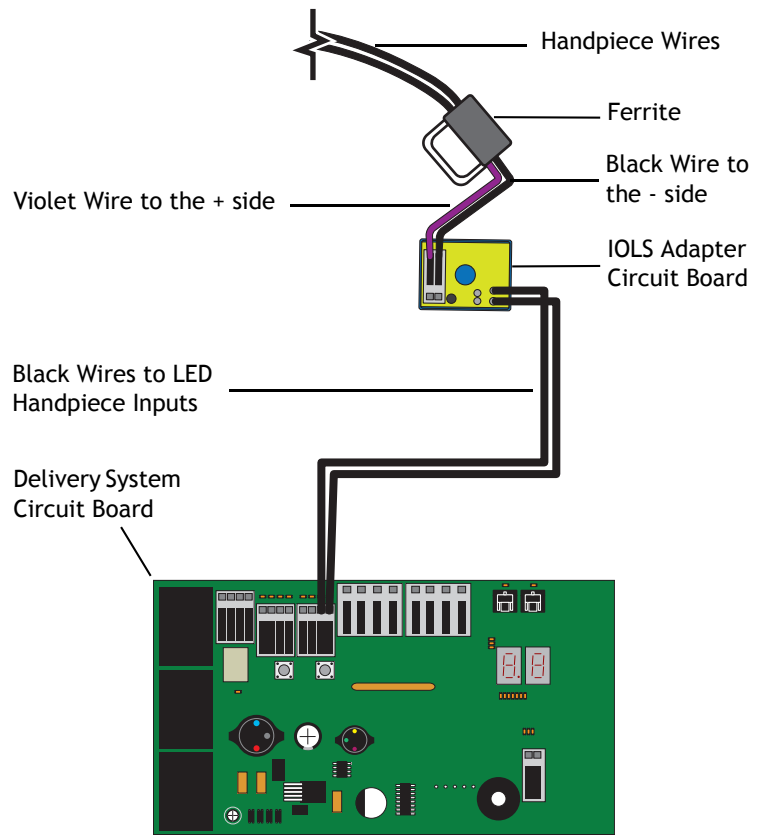 Handpiece Wires
Ferrite
Black Wire to
the - side
Violet Wire to the + side
IOLS Adapter
Circuit Board
Black Wires to LED
Handpiece Inputs
Delivery System
Circuit Board